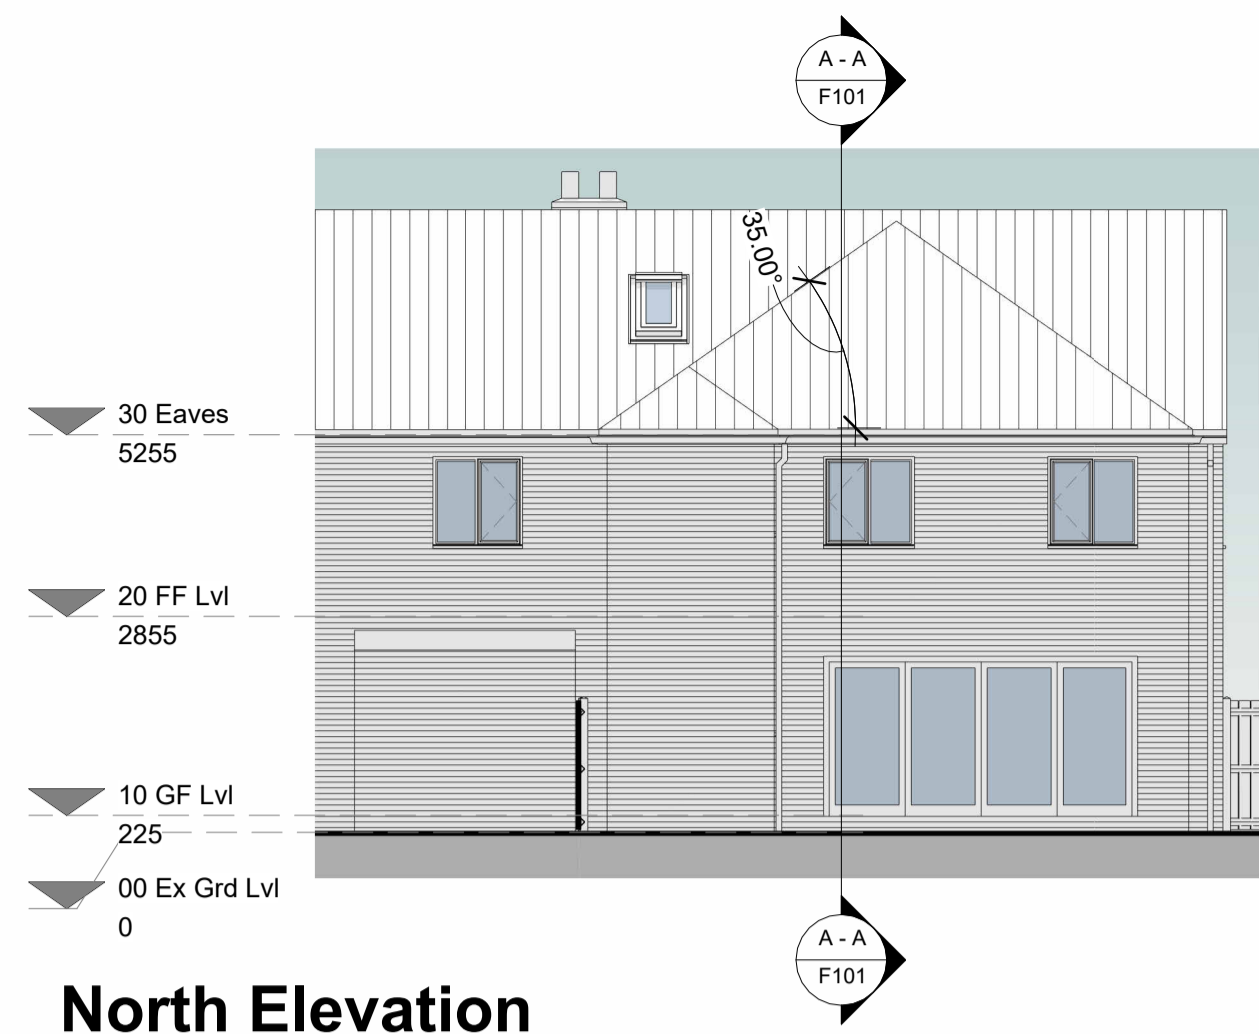 A - A
F101
35.00°
30 Eaves
5255
20 FF Lvl
2855
10 GF Lvl
225
00 Ex Grd Lvl
0
A - A
F101
North Elevation